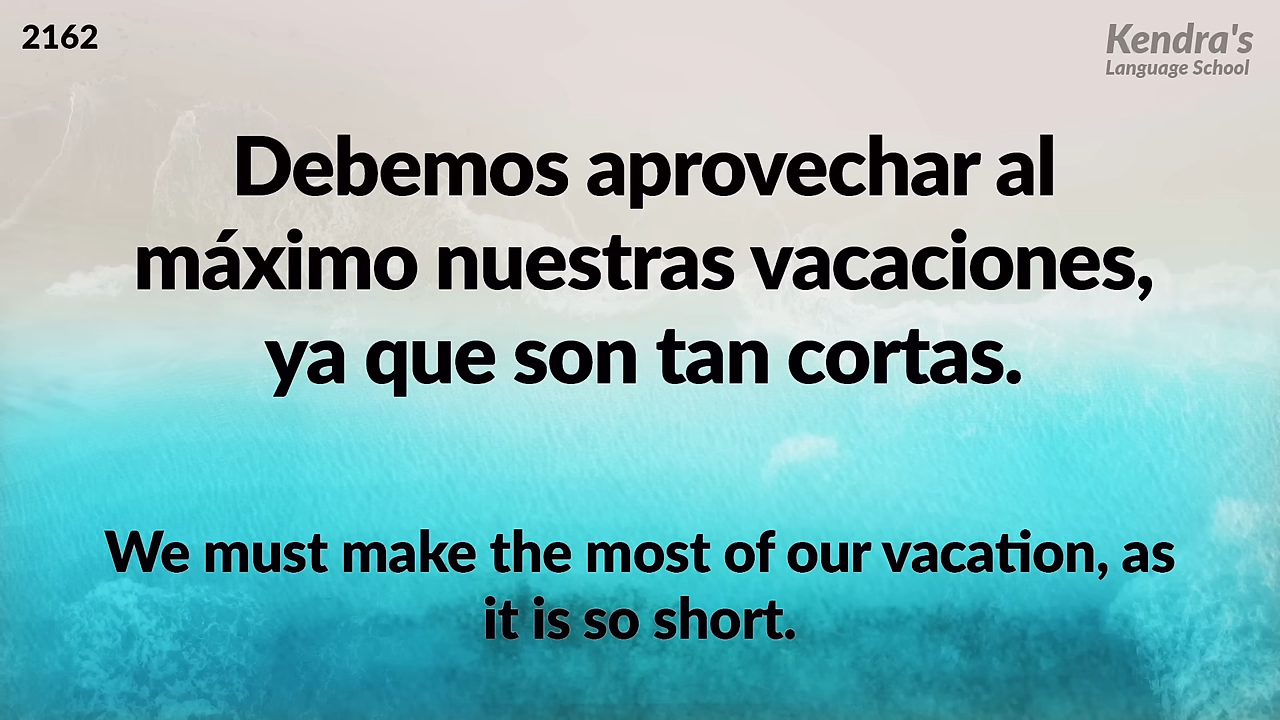 2162
Kendra's
Language School
Debemos aprovechar al
máximo nuestras vacaciones,
ya que son tan cortas.
We must make the most of our vacation, as
it is so short.